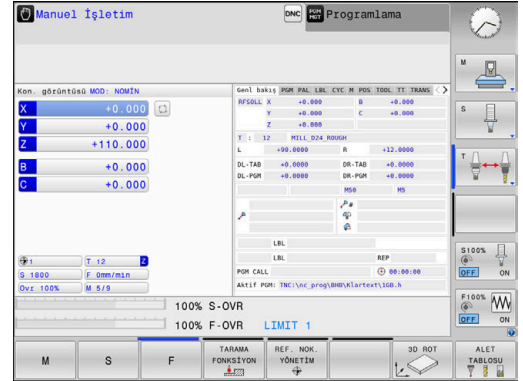 Manuel İşletim
DNC
PGM MGT
Programlama
Kon. görüntüsü MOD: NOMİN
X +0.000
Y +0.000
Z +110.000
B +0.000
C +0.000
1 T 12 Z
S 1800 F 0mm/min
Ovr 100% M 5/9
Genl bakış PGM PAL LBL CYC M POS TOOL TT TRANS
RFSOLL X +0.000 B +0.000
Y +0.000 C +0.000
Z +0.000
T : 12 MILL_D24_ROUGH
L +90.0000 R +12.0000
DL-TAB +0.0000 DR-TAB +0.0000
DL-PGM +0.0000 DR-PGM +0.0000
M50 M5
P
LBL
LBL REP
PGM CALL 00:00:00
Aktif PGM: TNC:\nc_prog\BHB\Klartext\1GB.h
100% S-OVR
100% F-OVR LIMIT 1
M
S
F
TARAMA FONKSİYON
REF. NOK. YÖNETİM
3D ROT
ALET TABLOSU
M
S
T
S100%
OFF ON
F100%
OFF ON